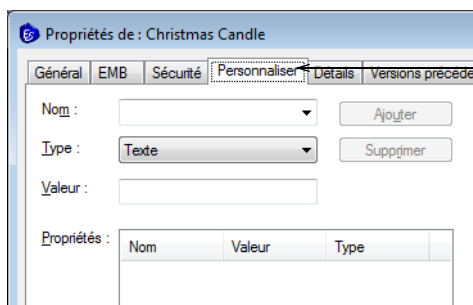 Propriétés de : Christmas Candle
Général EMB Sécurité Personnaliser Détails Versions précéde
Nom : Ajouter
Type : Texte Supprimer
Valeur :
Propriétés : Nom Valeur Type